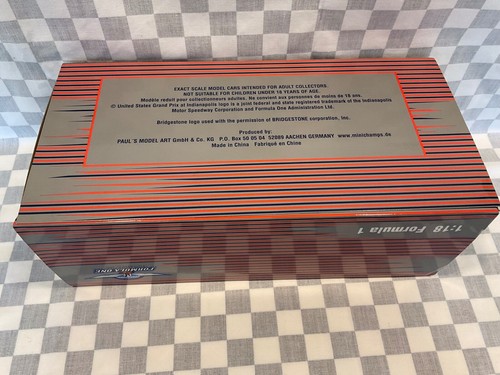 EXACT SCALE MODEL CARS INTENDED FOR ADULT COLLECTORS.
NOT SUITABLE FOR CHILDREN UNDER 18 YEARS OF AGE.
Modèle réduit pour collectionneurs adultes. Ne convient aux personnes de moins de 18 ans.
© United States Grand Prix at Indianapolis logo is a joint federal and state registered trademark of the Indianapolis
Motor Speedway Corporation and Formula One Administration Ltd.
Bridgestone logo used with the permission of BRIDGESTONE corporation, Inc.
Produced by:
PAUL'S MODEL ART GmbH & Co. KG P.O. Box 50 05 04 52089 AACHEN GERMANY www.minichamps.de
Made in China Fabriqué en Chine
1:18 Formula 1
FORMULA ONE